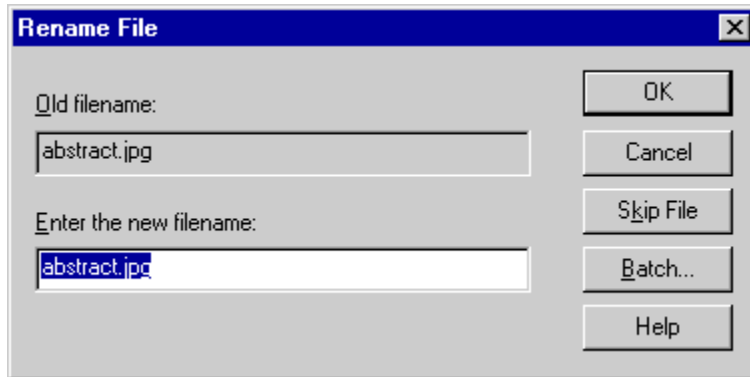 Rename File
Old filename:
abstract.jpg
Enter the new filename:
abstract.jpg
OK
Cancel
Skip File
Batch...
Help